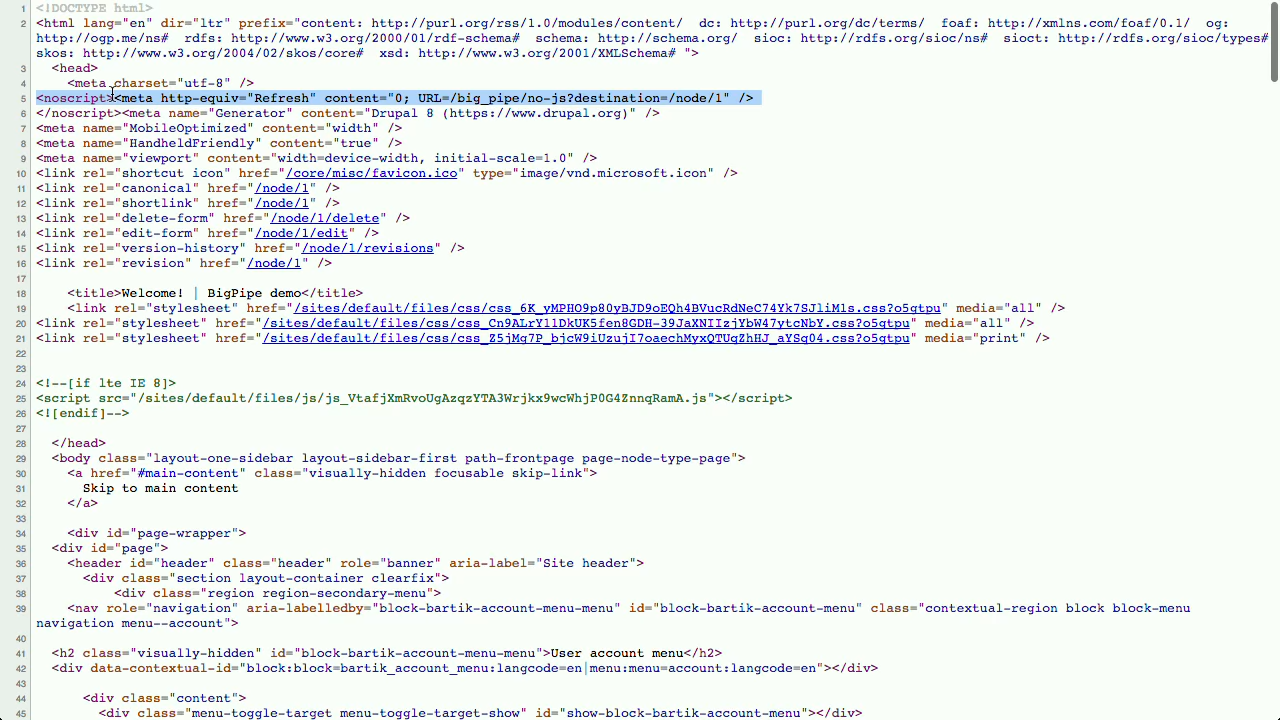 1 <!DOCTYPE html>
2 <html lang="en" dir="ltr" prefix="content: http://purl.org/rss/1.0/modules/content/  dc: http://purl.org/dc/terms/  foaf: http://xmlns.com/foaf/0.1/  og:
http://ogp.me/ns#  rdfs: http://www.w3.org/2000/01/rdf-schema#  schema: http://schema.org/  sioc: http://rdfs.org/sioc/ns#  sioct: http://rdfs.org/sioc/types#
skos: http://www.w3.org/2004/02/skos/core#  xsd: http://www.w3.org/2001/XMLSchema# ">
3 <head>
4 <meta charset="utf-8" />
5 <noscript><meta http-equiv="Refresh" content="0; URL=/big_pipe/no-js?destination=/node/1" />
6 </noscript><meta name="Generator" content="Drupal 8 (https://www.drupal.org)" />
7 <meta name="MobileOptimized" content="width" />
8 <meta name="HandheldFriendly" content="true" />
9 <meta name="viewport" content="width=device-width, initial-scale=1.0" />
10 <link rel="shortcut icon" href="/core/misc/favicon.ico" type="image/vnd.microsoft.icon" />
11 <link rel="canonical" href="/node/1" />
12 <link rel="shortlink" href="/node/1" />
13 <link rel="delete-form" href="/node/1/delete" />
14 <link rel="edit-form" href="/node/1/edit" />
15 <link rel="version-history" href="/node/1/revisions" />
16 <link rel="revision" href="/node/1" />
17
18 <title>Welcome! | BigPipe demo</title>
19 <link rel="stylesheet" href="/sites/default/files/css/css_6K_yMPHO9p80yBJD9oEQh4BVucRdNeC74Yk7SJliMls.css?o5gtpu" media="all" />
20 <link rel="stylesheet" href="/sites/default/files/css/css_Cn9ALrY1lDkUK5fen8GDH-39JaXNIIzjYbW47ytcNbY.css?o5gtpu" media="all" />
21 <link rel="stylesheet" href="/sites/default/files/css/css_Z5jMg7P_bjcW9iUzujI7oaechMyxQTUqZhHJ_aYSq04.css?o5gtpu" media="print" />
22
23
24 <!--[if lte IE 8]>
25 <script src="/sites/default/files/js/js_VtafjXmRvoUgAzqzYTA3Wrjkx9wcWhjP0G4ZnnqRamA.js"></script>
26 <![endif]-->
27
28 </head>
29 <body class="layout-one-sidebar layout-sidebar-first path-frontpage page-node-type-page">
30 <a href="#main-content" class="visually-hidden focusable skip-link">
31 Skip to main content
32 </a>
33
34 <div id="page-wrapper">
35 <div id="page">
36 <header id="header" class="header" role="banner" aria-label="Site header">
37 <div class="section layout-container clearfix">
38 <div class="region region-secondary-menu">
39 <nav role="navigation" aria-labelledby="block-bartik-account-menu-menu" id="block-bartik-account-menu" class="contextual-region block block-menu
navigation menu--account">
40
41 <h2 class="visually-hidden" id="block-bartik-account-menu-menu">User account menu</h2>
42 <div data-contextual-id="block:block=bartik_account_menu:langcode=en|menu:menu=account:langcode=en"></div>
43
44 <div class="content">
45 <div class="menu-toggle-target menu-toggle-target-show" id="show-block-bartik-account-menu"></div>